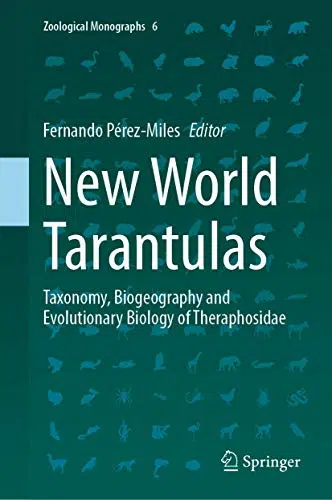 Zoological Monographs 6
Fernando Pérez-Miles Editor
New World
Tarantulas
Taxonomy, Biogeography and
Evolutionary Biology of Theraphosidae
Springer